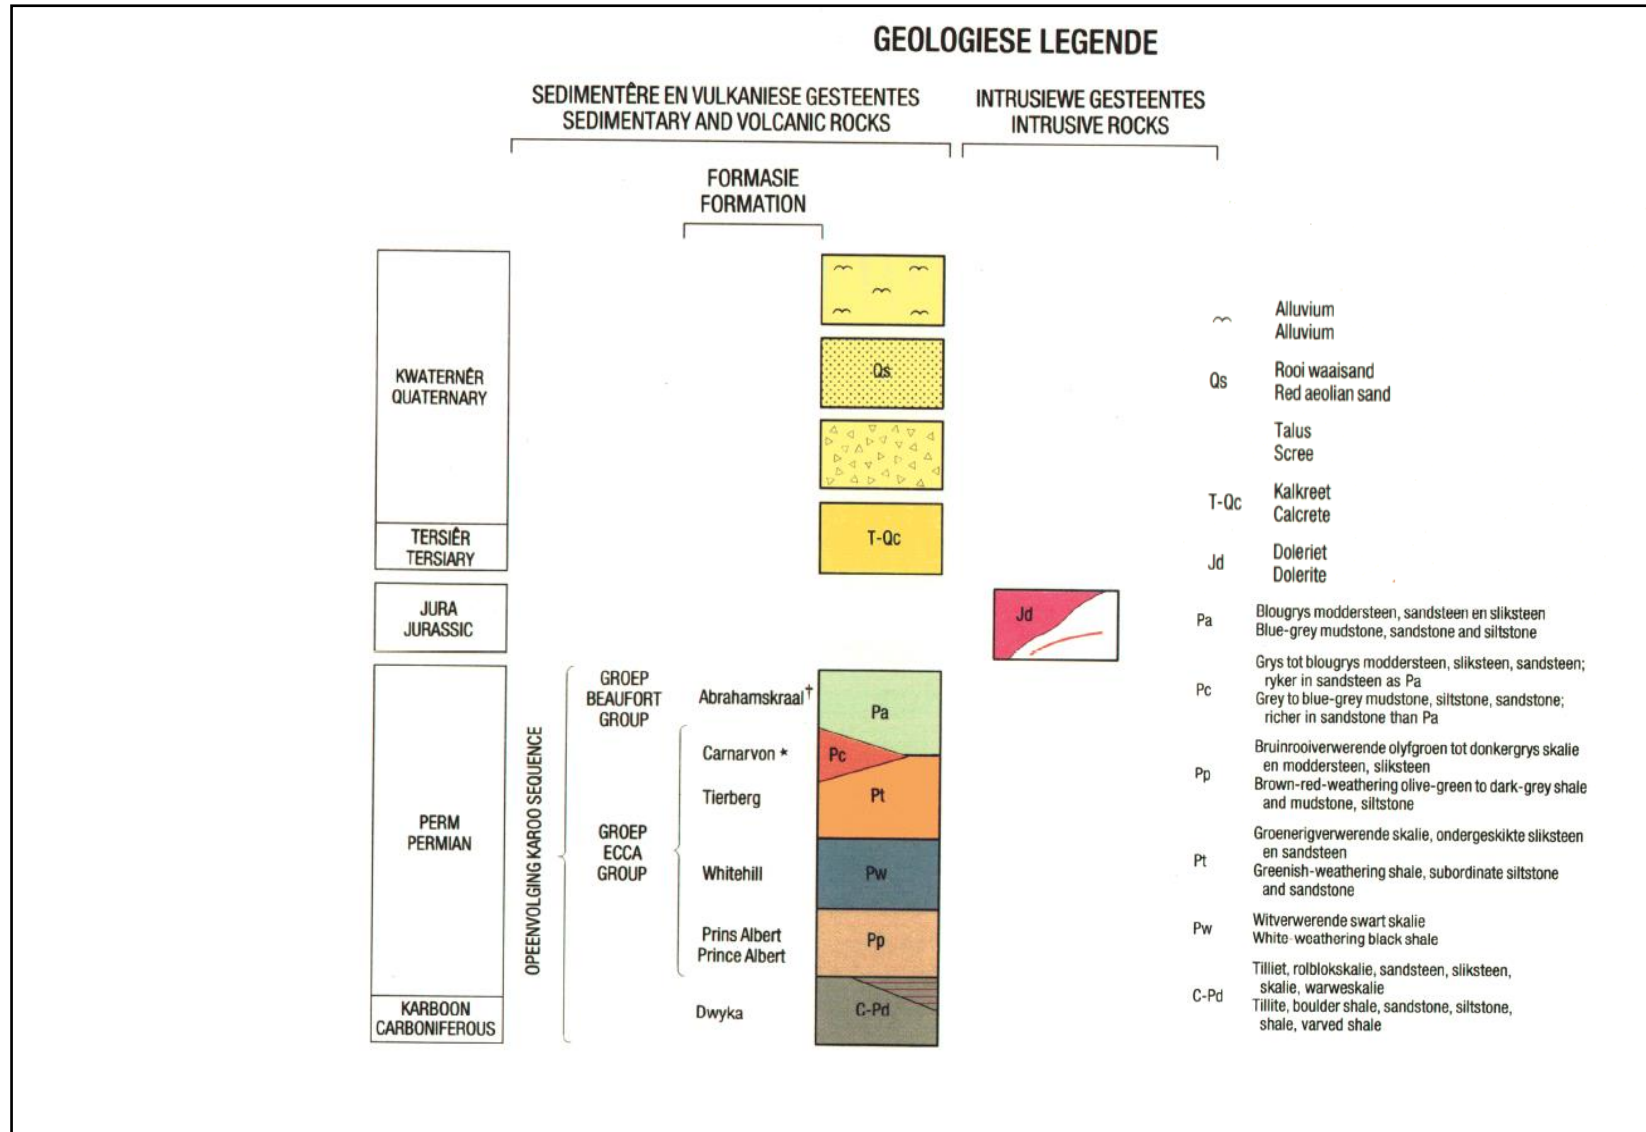 GEOLOGIESE LEGENDE
SEDIMENTÊRE EN VULKANIESE GESTEENTES
SEDIMENTARY AND VOLCANIC ROCKS
INTRUSIEWE GESTEENTES
INTRUSIVE ROCKS
FORMASIE
FORMATION
KWATERNÊR
QUATERNARY
TERSIÊR
TERSIARY
JURA
JURASSIC
PERM
PERMIAN
KARBOON
CARBONIFEROUS
OPEENVOLGING KAROO SEQUENCE
GROEP
BEAUFORT
GROUP
GROEP
ECCA
GROUP
Abrahamskraal†
Carnarvon *
Tierberg
Whitehill
Prins Albert
Prince Albert
Dwyka
Qs
T-Qc
Jd
Pa
Pc
Pt
Pw
Pp
C-Pd
Alluvium
Alluvium
Qs
Rooi waaisand
Red aeolian sand
Talus
Scree
T-Qc
Kalkreet
Calcrete
Jd
Doleriet
Dolerite
Pa
Blougrys moddersteen, sandsteen en sliksteen
Blue-grey mudstone, sandstone and siltstone
Pc
Grys tot blougrys moddersteen, sliksteen, sandsteen;
ryker in sandsteen as Pa
Grey to blue-grey mudstone, siltstone, sandstone;
richer in sandstone than Pa
Pp
Bruinrooiverwerende olyfgroen tot donkergrys skalie
en moddersteen, sliksteen
Brown-red-weathering olive-green to dark-grey shale
and mudstone, siltstone
Pt
Groenerigverwerende skalie, ondergeskikte sliksteen
en sandsteen
Greenish-weathering shale, subordinate siltstone
and sandstone
Pw
Witverwerende swart skalie
White-weathering black shale
C-Pd
Tilliet, rolblokskalie, sandsteen, sliksteen,
skalie, warweskalie
Tillite, boulder shale, sandstone, siltstone,
shale, varved shale